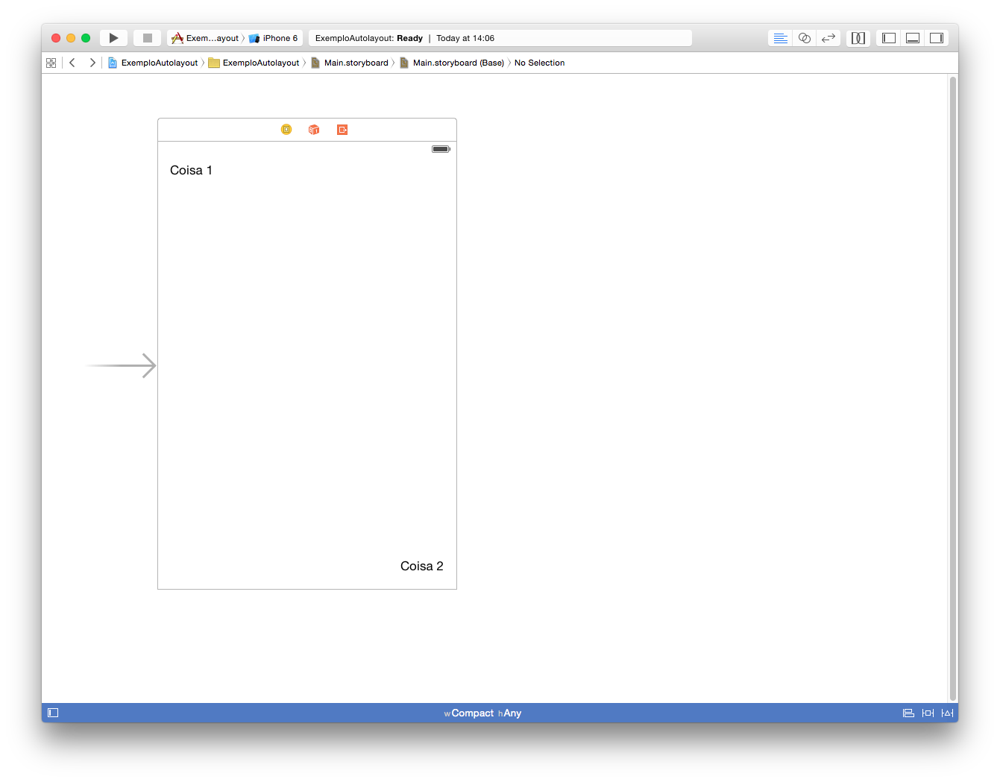 Exem...ayout iPhone 6 ExemploAutolayout: Ready | Today at 14:06
ExemploAutolayout ExemploAutolayout Main.storyboard Main.storyboard (Base) No Selection
Coisa 1
Coisa 2
wCompact hAny